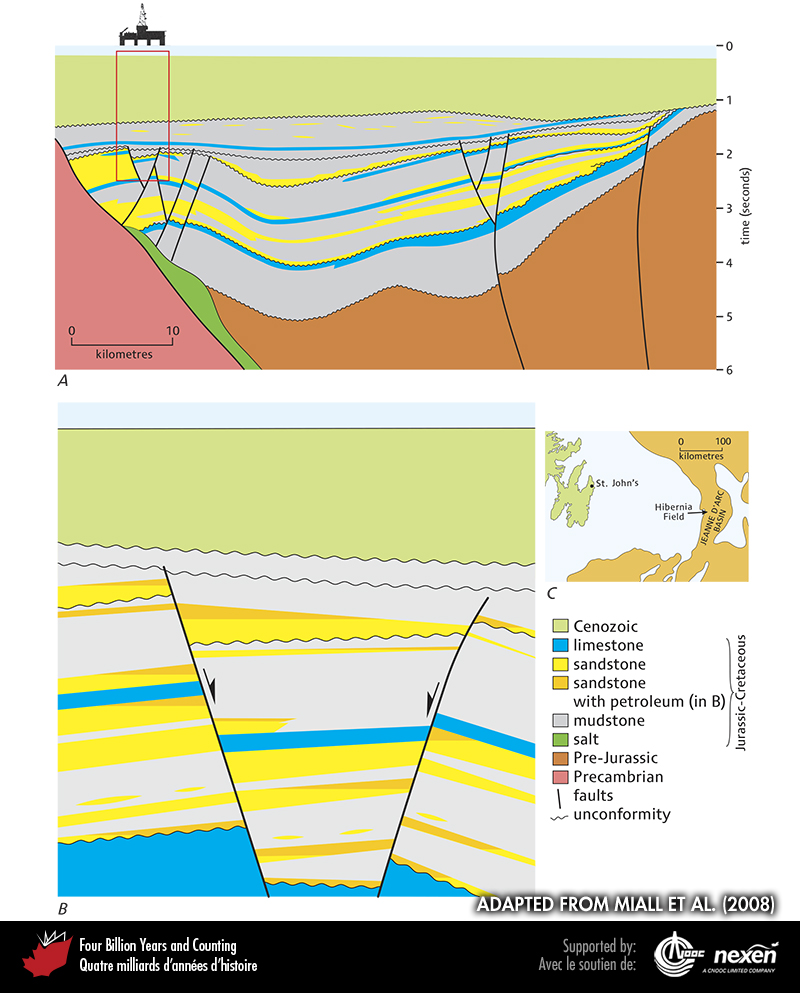 0
1
2
3
4
5
6
time (seconds)
0 10
kilometres
A
B
0 100
kilometres
St. John's
Hibernia
Field
JEANNE D'ARC
BASIN
C
Cenozoic
limestone
sandstone
sandstone
with petroleum (in B)
mudstone
salt
Jurassic-Cretaceous
Pre-Jurassic
Precambrian
faults
unconformity
ADAPTED FROM MIALL ET AL. (2008)
Four Billion Years and Counting
Quatre milliards d'années d'histoire
Supported by:
Avec le soutien de:
CNOOC
nexen
A CNOOC LIMITED COMPANY